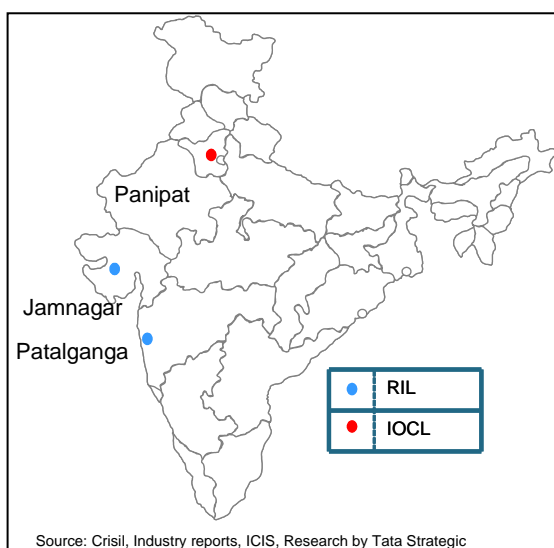 Panipat
Jamnagar
Patalganga
RIL
IOCL
Source: Crisil, Industry reports, ICIS, Research by Tata Strategic